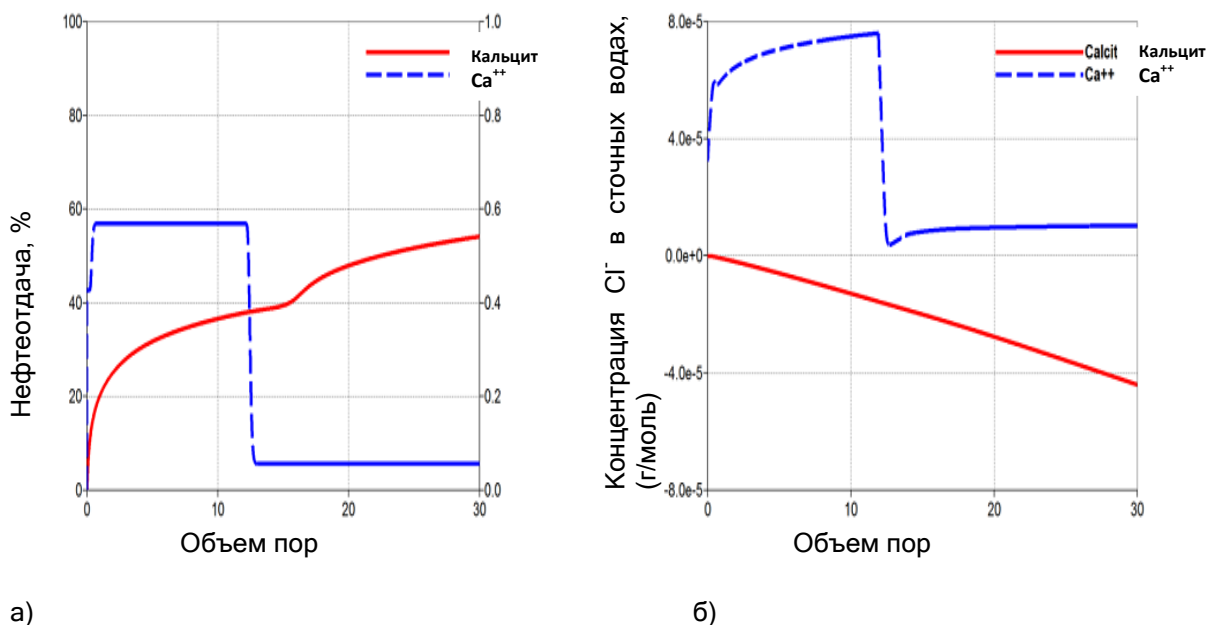 100
80
60
40
20
0
1.0
0.8
0.6
0.4
0.2
0.0
0
10
20
30
Нефтеотдача, %
Объем пор
Кальцит
Ca++
а)
8.0e-5
4.0e-5
0.0e+0
-4.0e-5
-8.0e-5
0
10
20
30
Концентрация Cl- в сточных водах,
(г/моль)
Объем пор
Calcit Кальцит
Ca++ Ca++
б)